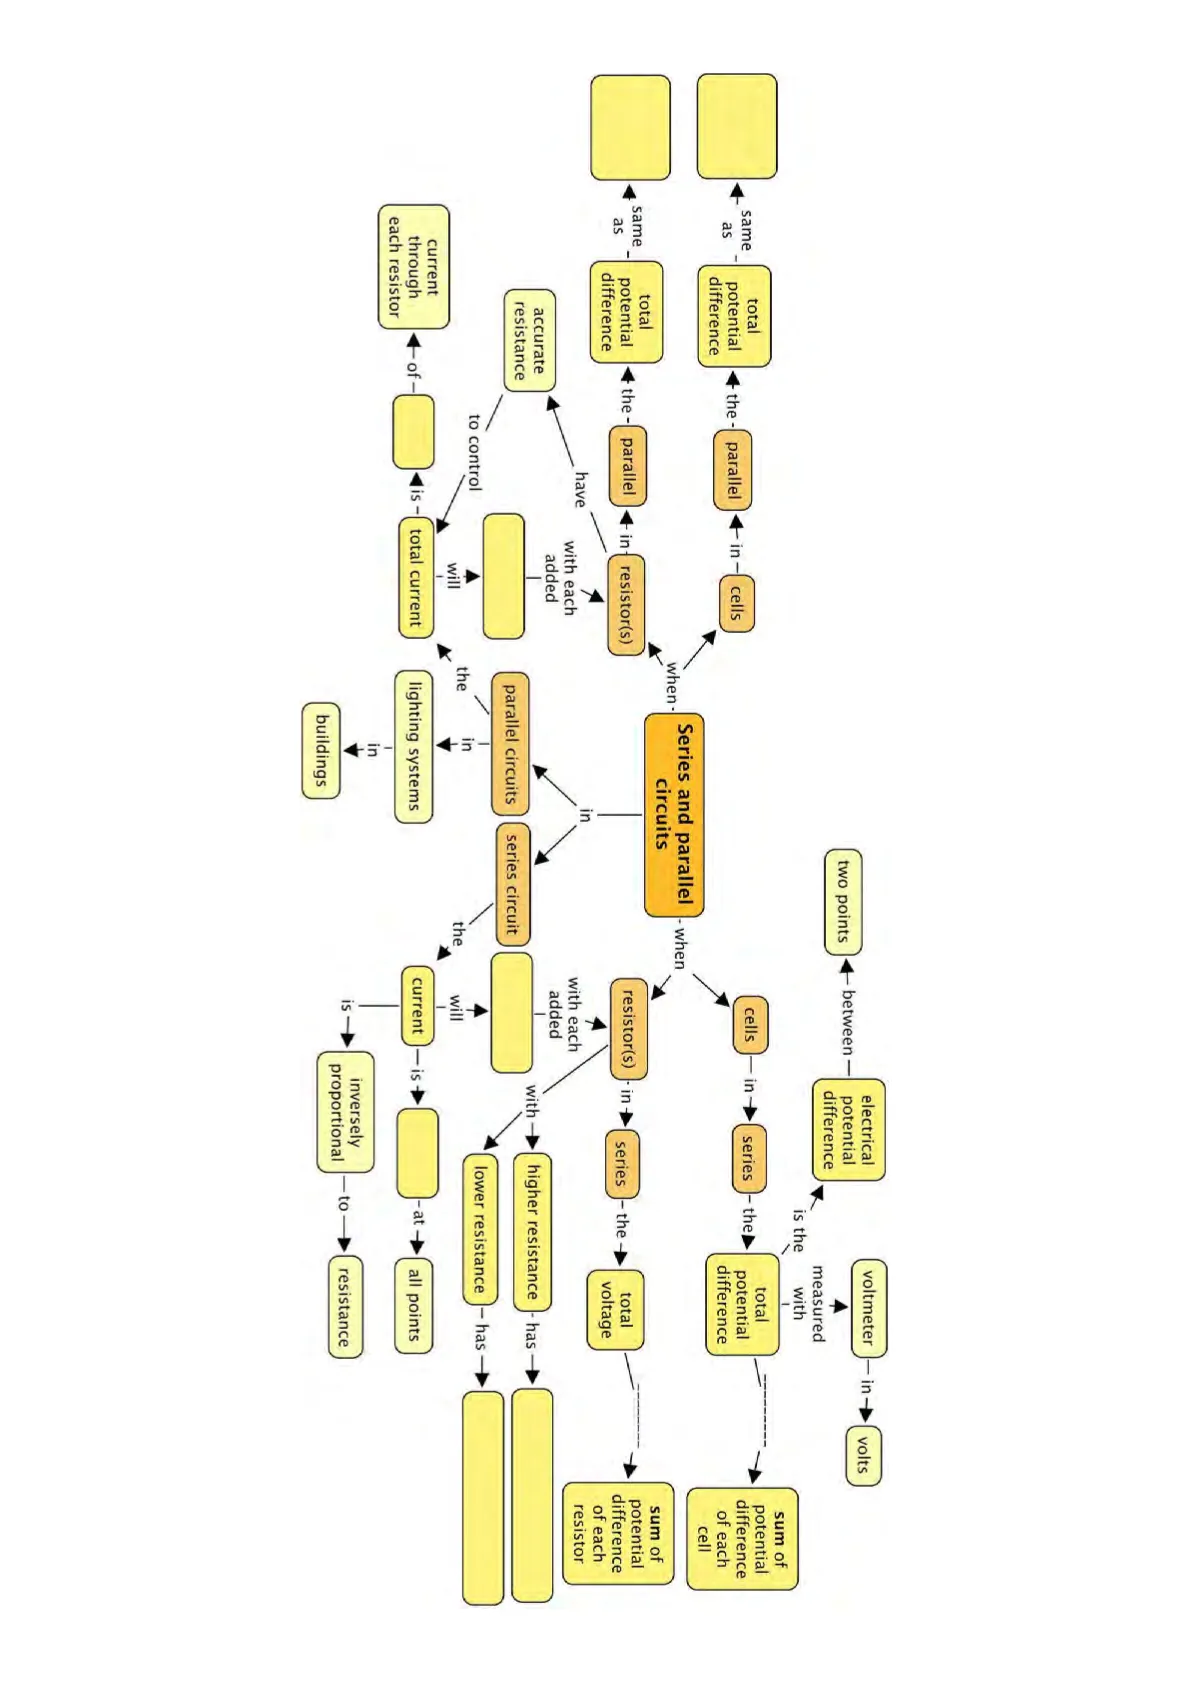 two points
between
electrical
potential
difference
is the
voltmeter
in
volts
measured
with
cells
in
parallel
the
total
potential
difference
same
as
cells
in
series
the
total
potential
difference
sum of
potential
difference
of each
cell
when
Series and parallel
circuits
when
resistor(s)
in
parallel
the
total
potential
difference
same
as
resistor(s)
in
series
the
total
voltage
sum of
potential
difference
of each
resistor
have
accurate
resistance
to control
with each
added
with each
added
with
higher resistance
has
lower resistance
has
in
parallel circuits
series circuit
will
the
the
will
current
through
each resistor
of
is
total current
in
lighting systems
in
buildings
current
is
at
all points
is
inversely
proportional
to
resistance